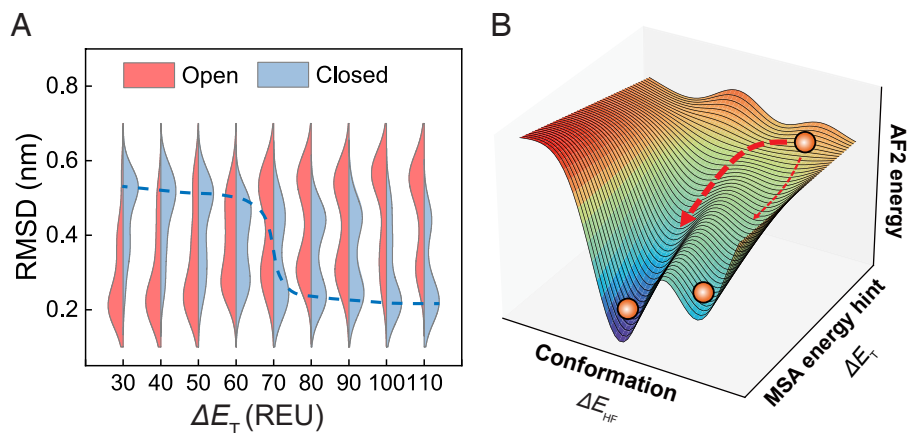 A
Open
Closed
RMSD (nm)
0.8
0.6
0.4
0.2
30 40 50 60 70 80 90 100 110
ΔE_T (REU)
B
AF2 energy
MSA energy hint
ΔE_T
Conformation
ΔE_HF